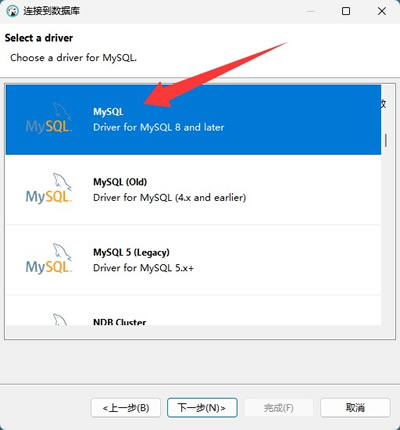 连接到数据库
Select a driver
Choose a driver for MySQL.
MySQL
MySQL
Driver for MySQL 8 and later
MySQL
MySQL (Old)
Driver for MySQL (4.x and earlier)
MySQL
MySQL 5 (Legacy)
Driver for MySQL 5.x+
NDB Cluster
<上一步(B)
下一步(N)>
完成(F)
取消